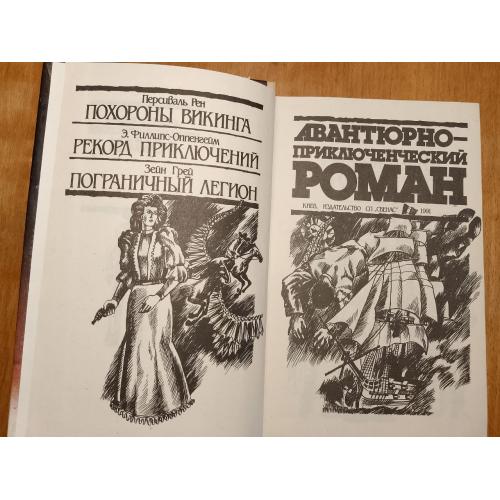 Персиваль Рен
ПОХОРОНЫ ВИКИНГА
Э. Филлипс-Оппенгейм
РЕКОРД ПРИКЛЮЧЕНИЙ
Зейн Грей
ПОГРАНИЧНЫЙ ЛЕГИОН
АВАНТЮРНО-
ПРИКЛЮЧЕНЧЕСКИЙ
РОМАН
КИЕВ, ИЗДАТЕЛЬСТВО СП „СВЕНАС" 1991